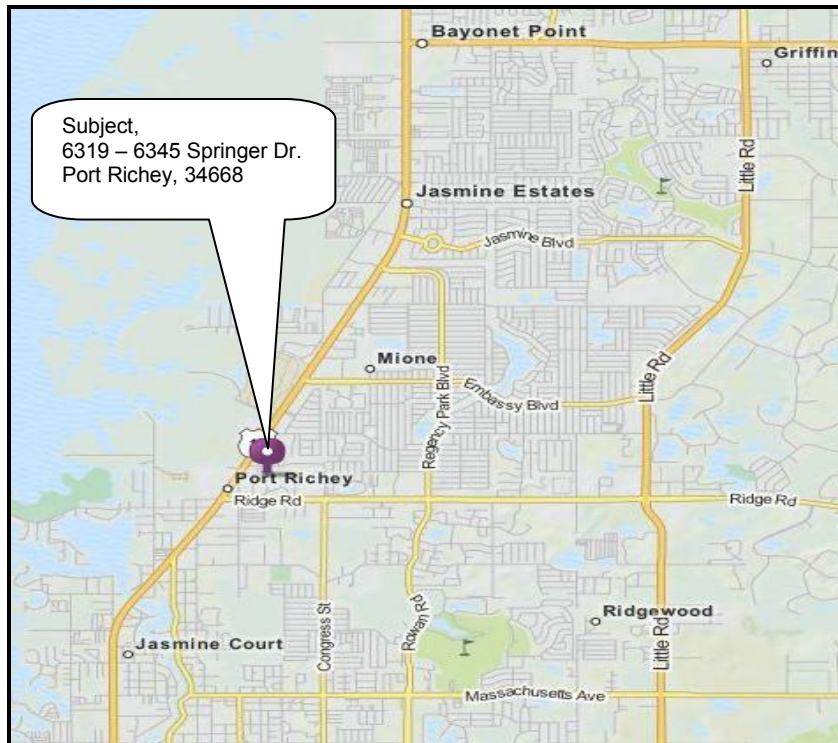 Bayonet Point
Griffin
Subject,
6319 – 6345 Springer Dr.
Port Richey, 34668
Little Rd
Jasmine Estates
Jasmine Blvd
Mione
Regency Park Blvd
Embassy Blvd
Little Rd
Port Richey
Ridge Rd
Ridge Rd
Congress St
Rowan Rd
Ridgewood
Little Rd
Jasmine Court
Massachusetts Ave